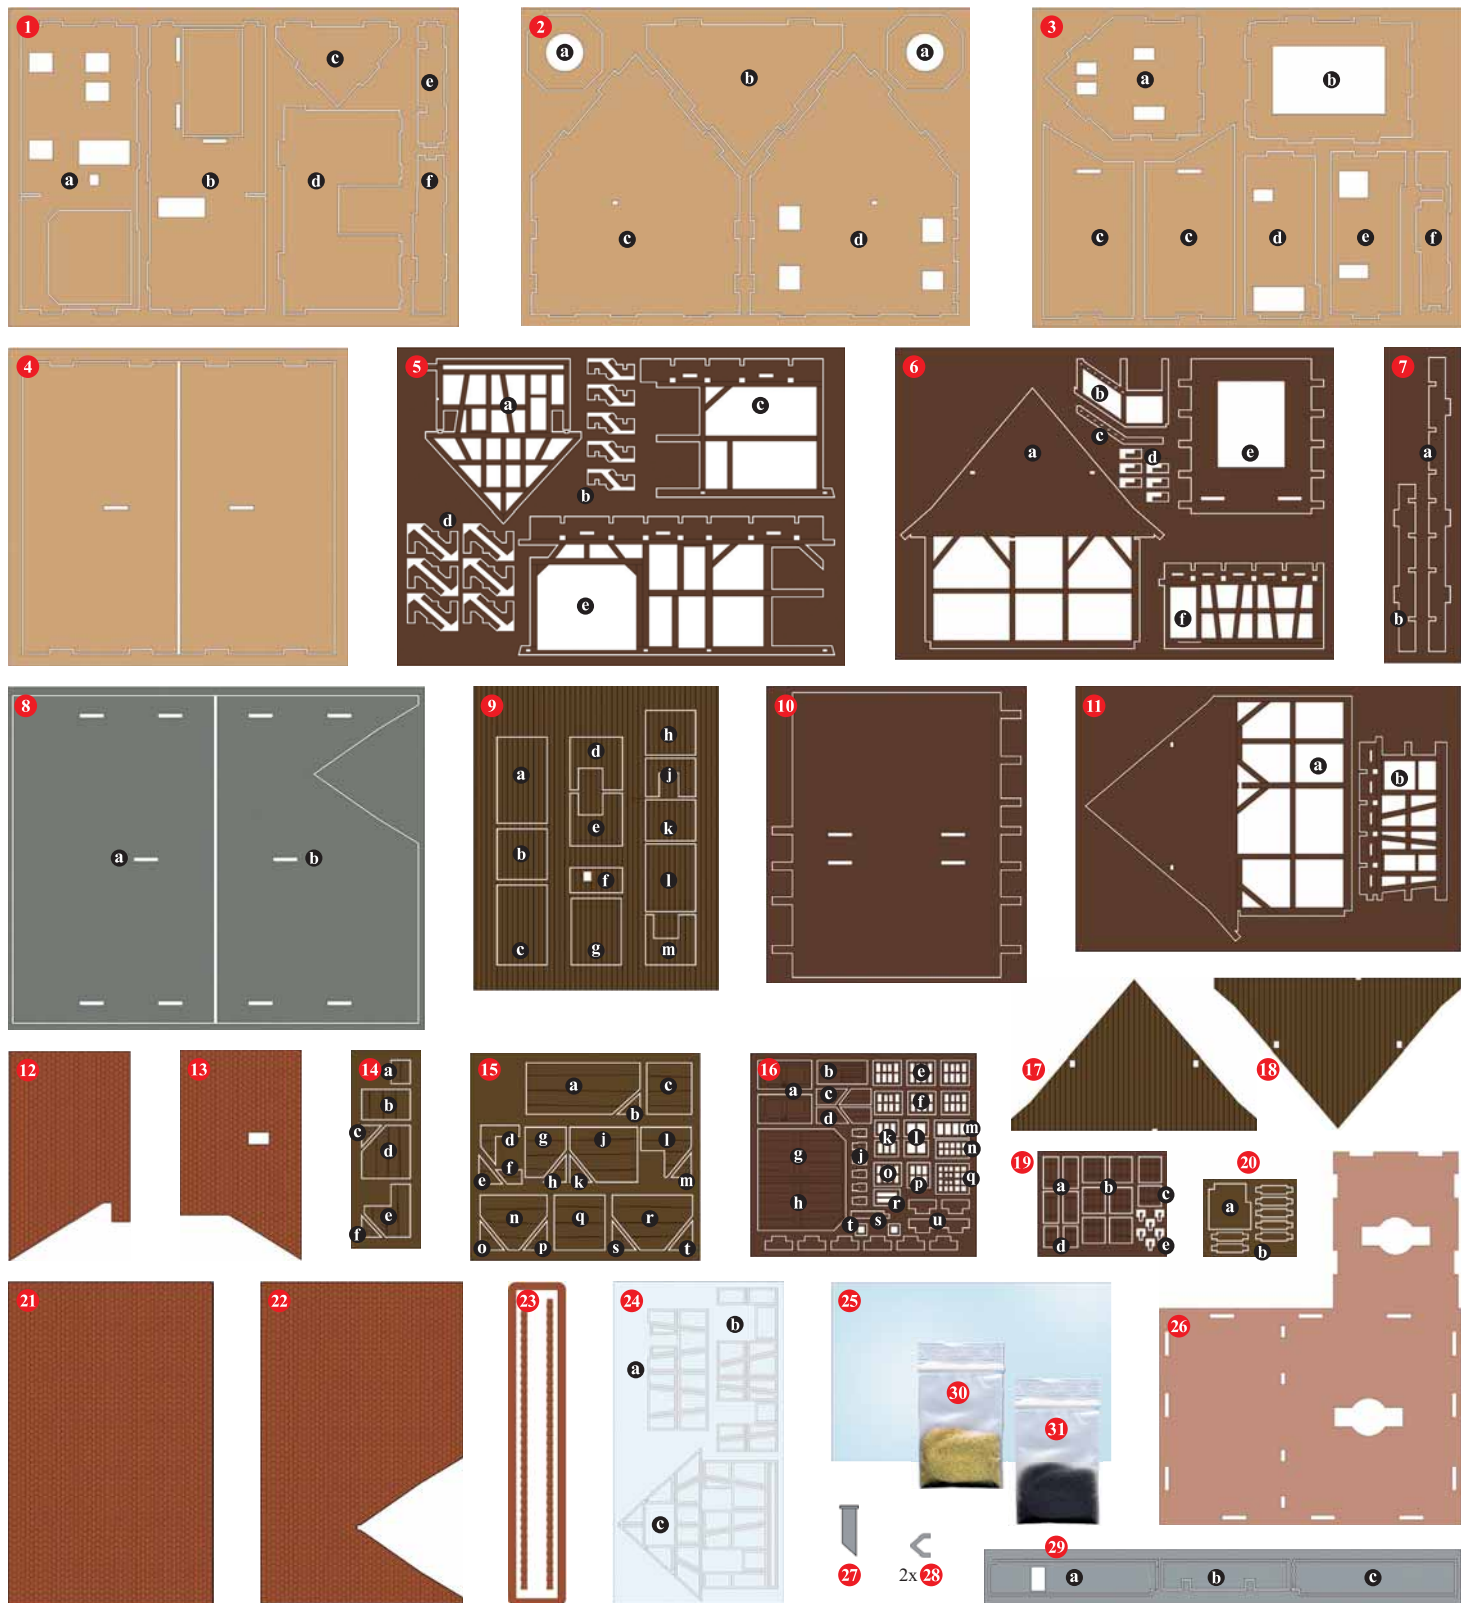 1 a b c d e f
2 a b a c d
3 a b c c d e f
4
5 a b c d e
6 a b c d e f
7 a b
8 a b
9 a b c d e f g h j k l m
10
11 a b
12
13
14 a b c d e f
15 a b c d e f g h j k l m n o p q r s t
16 a b c d e f g h j k l m n o p q r s t u
17
18
19 a b c d e
20 a b
21
22
23
24 a b c
25
30
31
26
27
2x 28
29 a b c